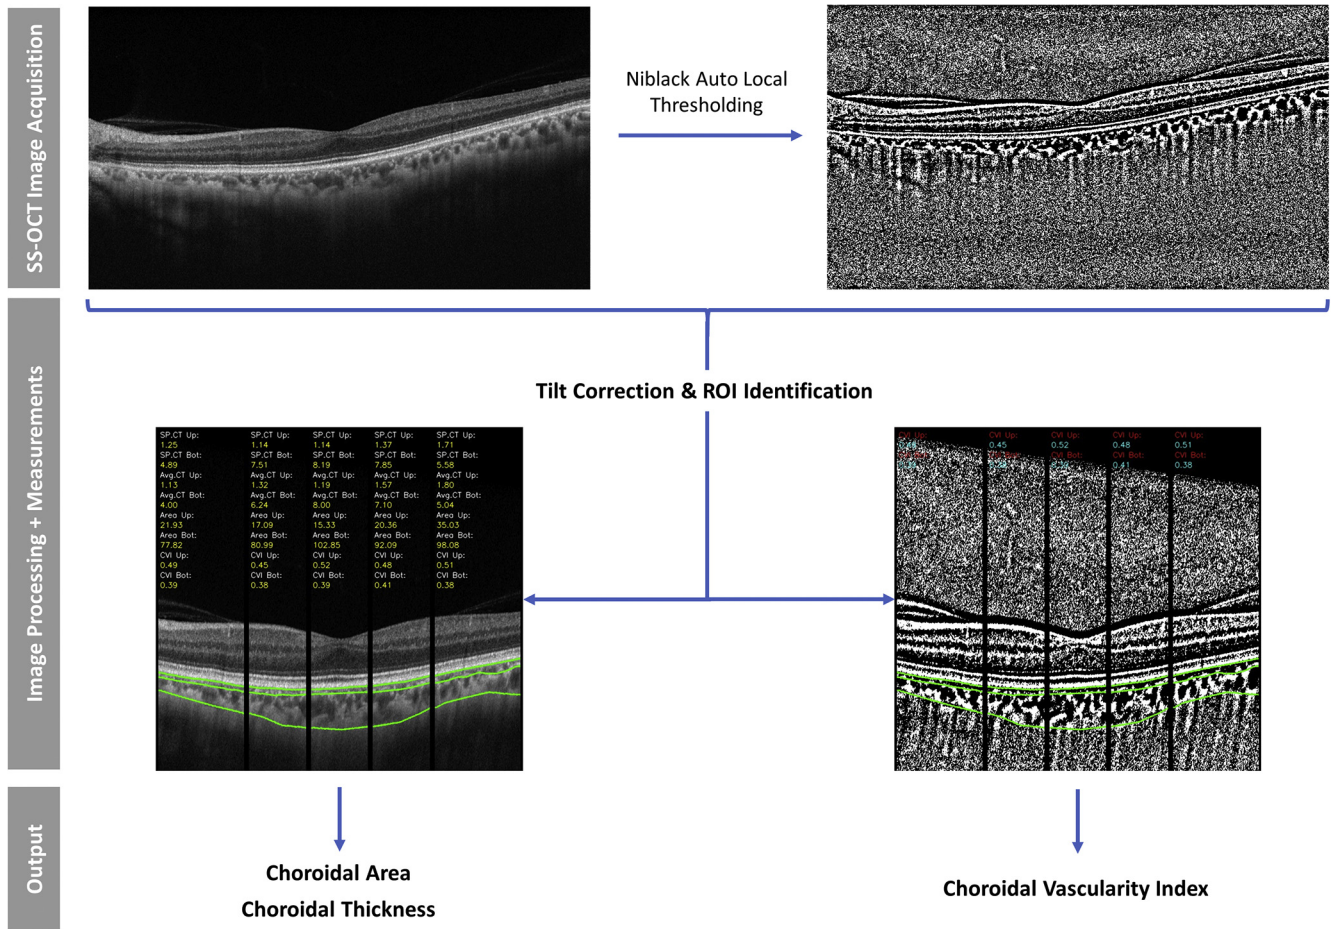 SS-OCT Image Acquisition
Niblack Auto Local
Thresholding
Image Processing + Measurements
Tilt Correction & ROI Identification
SP.CT Up: SP.CT Up: SP.CT Up: SP.CT Up: SP.CT Up:
1.25 1.14 1.14 1.37 1.71
SP.CT Bot: SP.CT Bot: SP.CT Bot: SP.CT Bot: SP.CT Bot:
4.89 7.51 8.19 7.85 5.58
Avg.CT Up: Avg.CT Up: Avg.CT Up: Avg.CT Up: Avg.CT Up:
1.13 1.32 1.19 1.57 1.80
Avg.CT Bot: Avg.CT Bot: Avg.CT Bot: Avg.CT Bot: Avg.CT Bot:
4.00 6.24 8.00 7.10 5.04
Area Up: Area Up: Area Up: Area Up: Area Up:
21.93 17.09 15.33 20.36 35.03
Area Bot: Area Bot: Area Bot: Area Bot: Area Bot:
77.82 80.99 102.85 92.09 98.08
CVI Up: CVI Up: CVI Up: CVI Up: CVI Up:
0.49 0.45 0.52 0.48 0.51
CVI Bot: CVI Bot: CVI Bot: CVI Bot: CVI Bot:
0.39 0.38 0.39 0.41 0.38
CVI Up: CVI Up: CVI Up: CVI Up: CVI Up:
0.45 0.52 0.48 0.51
CVI Bot: CVI Bot: CVI Bot: CVI Bot:
0.41 0.38
Output
Choroidal Area
Choroidal Thickness
Choroidal Vascularity Index